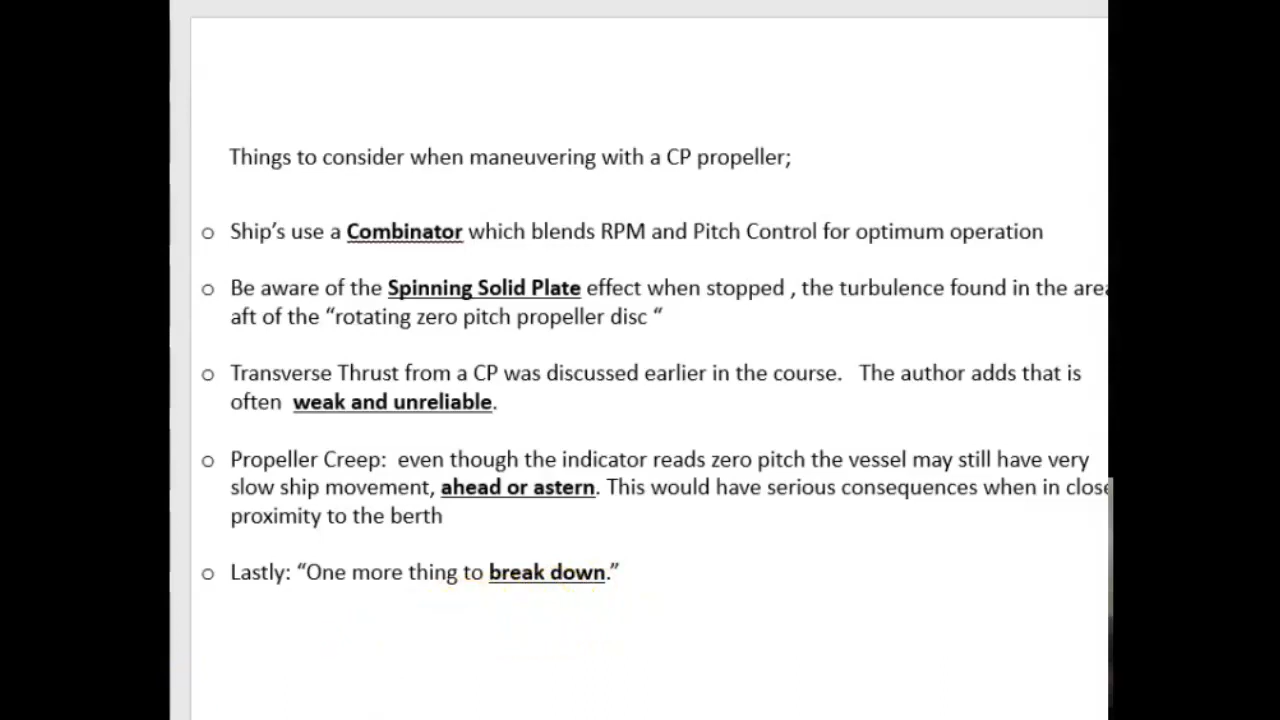 Things to consider when maneuvering with a CP propeller;
o Ship's use a Combinator which blends RPM and Pitch Control for optimum operation
o Be aware of the Spinning Solid Plate effect when stopped , the turbulence found in the area
aft of the “rotating zero pitch propeller disc “
o Transverse Thrust from a CP was discussed earlier in the course.   The author adds that is
often  weak and unreliable.
o Propeller Creep:  even though the indicator reads zero pitch the vessel may still have very
slow ship movement, ahead or astern. This would have serious consequences when in close
proximity to the berth
o Lastly: “One more thing to break down.”